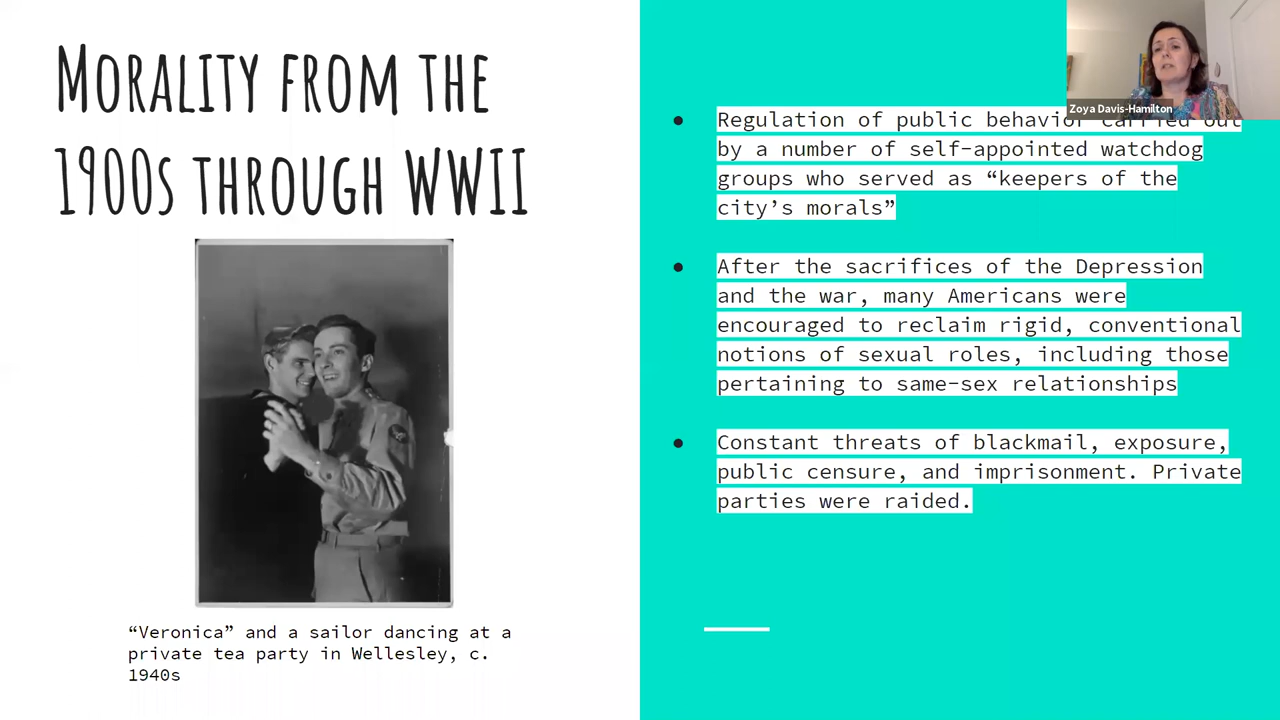 MORALITY FROM THE
1900S THROUGH WWII
“Veronica” and a sailor dancing at a
private tea party in Wellesley, c.
1940s
Zoya Davis-Hamilton
Regulation of public behavior carried out
by a number of self-appointed watchdog
groups who served as “keepers of the
city’s morals”
After the sacrifices of the Depression
and the war, many Americans were
encouraged to reclaim rigid, conventional
notions of sexual roles, including those
pertaining to same-sex relationships
Constant threats of blackmail, exposure,
public censure, and imprisonment. Private
parties were raided.